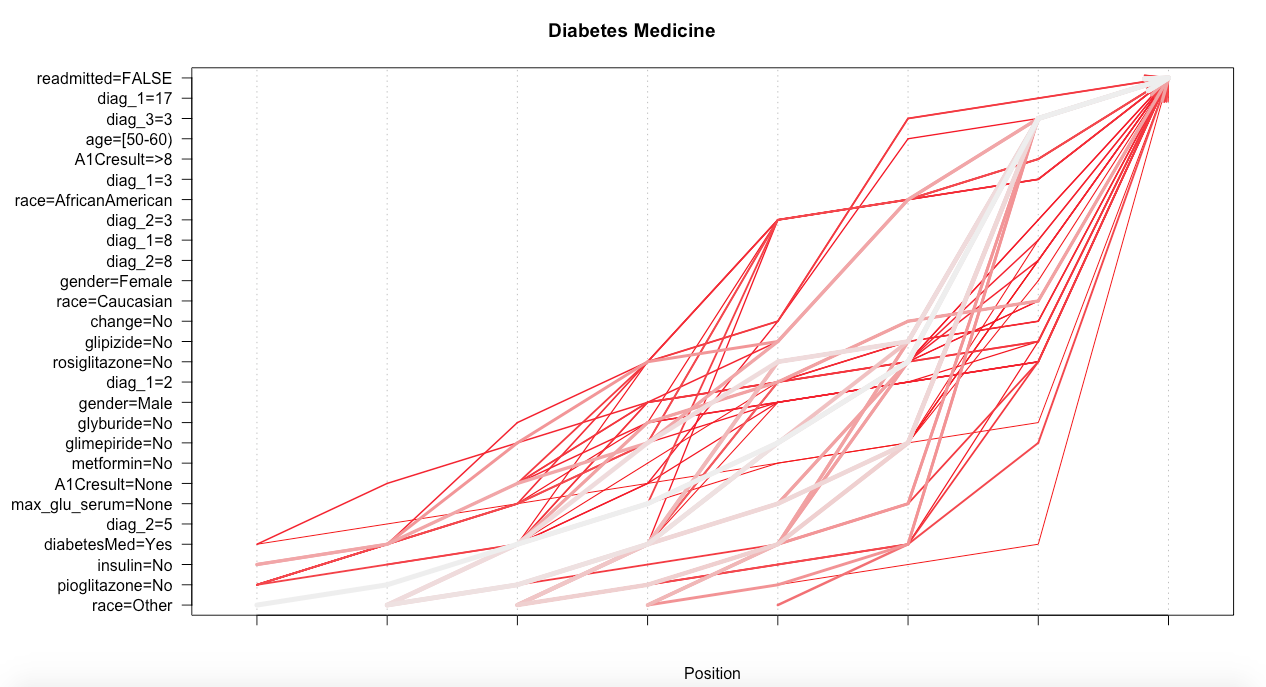 Diabetes Medicine
readmitted=FALSE
diag_1=17
diag_3=3
age=[50-60)
A1Cresult=>8
diag_1=3
race=AfricanAmerican
diag_2=3
diag_1=8
diag_2=8
gender=Female
race=Caucasian
change=No
glipizide=No
rosiglitazone=No
diag_1=2
gender=Male
glyburide=No
glimepiride=No
metformin=No
A1Cresult=None
max_glu_serum=None
diag_2=5
diabetesMed=Yes
insulin=No
pioglitazone=No
race=Other
Position